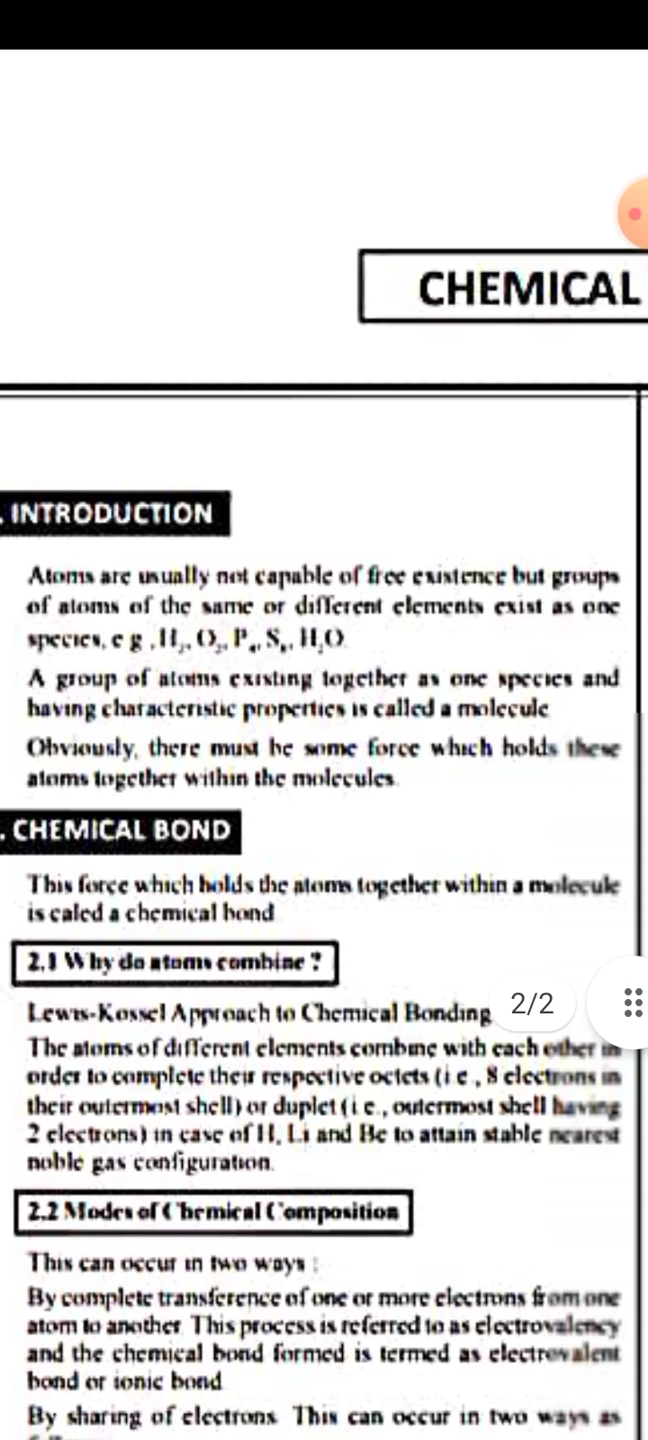 CHEMICAL
. INTRODUCTION
Atoms are usually not capable of free existence but groups
of atoms of the same or different elements exist as one
species, e g ,H₂, O₂, P₄, S₈, H₂O.
A group of atoms existing together as one species and
having characteristic properties is called a molecule
Obviously, there must be some force which holds these
atoms together within the molecules.
. CHEMICAL BOND
This force which holds the atoms together within a molecule
is caled a chemical bond
2.1 Why do atoms combine ?
Lewis-Kossel Approach to Chemical Bonding
2/2
The atoms of different elements combine with each other in
order to complete their respective octets (i e , 8 electrons in
their outermost shell) or duplet (i e , outermost shell having
2 electrons) in case of H, Li and Be to attain stable nearest
noble gas configuration.
2.2 Modes of Chemical Composition
This can occur in two ways :
By complete transference of one or more electrons from one
atom to another This process is referred to as electrovalency
and the chemical bond formed is termed as electrovalent
bond or ionic bond
By sharing of electrons This can occur in two ways as